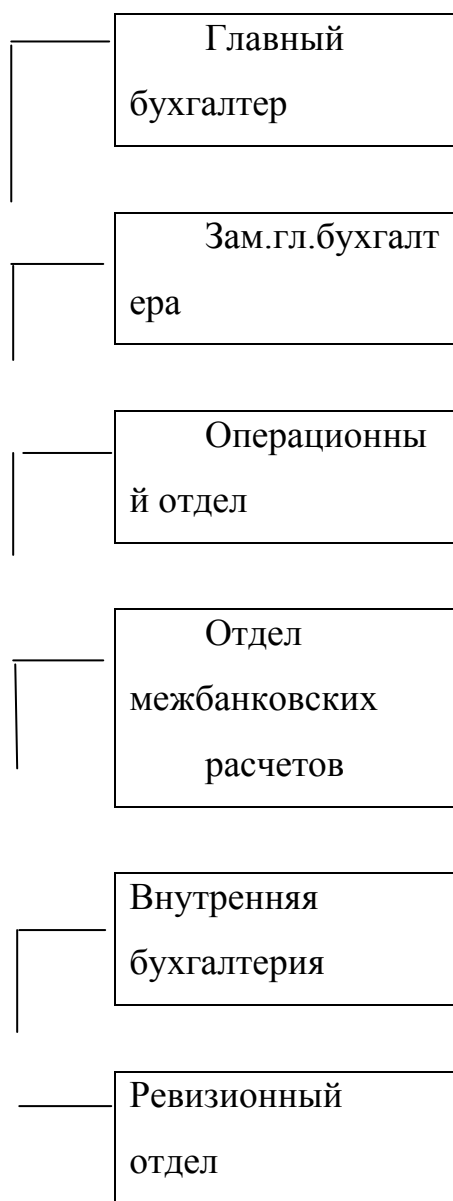 Главный
бухгалтер
Зам.гл.бухгалт
ера
Операционны
й отдел
Отдел
межбанковских
расчетов
Внутренняя
бухгалтерия
Ревизионный
отдел